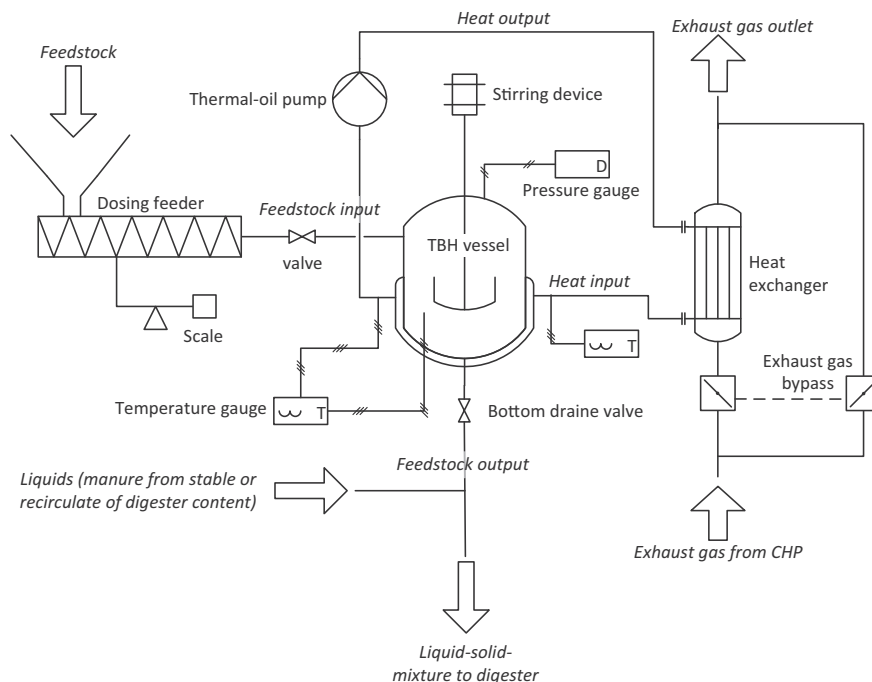 Heat output
Exhaust gas outlet
Feedstock
Thermal-oil pump
Stirring device
D
Pressure gauge
Dosing feeder
Feedstock input
valve
TBH vessel
Heat input
Heat
exchanger
Scale
T
Exhaust gas
bypass
Temperature gauge
T
Bottom draine valve
Feedstock output
Liquids (manure from stable or
recirculate of digester content)
Exhaust gas from CHP
Liquid-solid-
mixture to digester